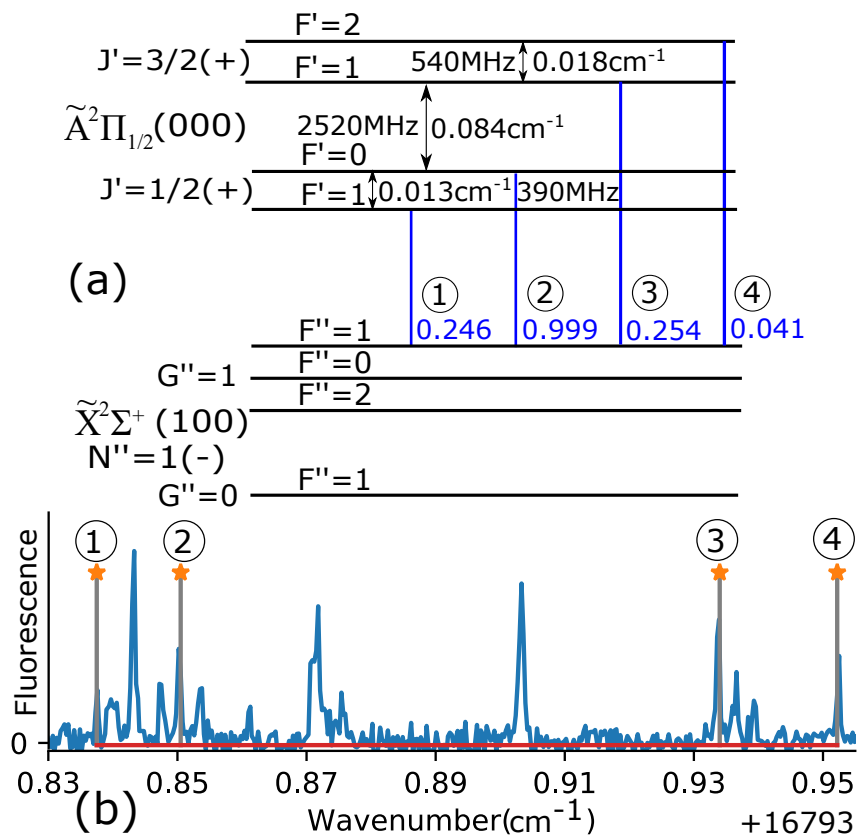 F'=2
J'=3/2(+) F'=1 540MHz 0.018cm⁻¹
òA²Π₁/₂(000) 2520MHz 0.084cm⁻¹
F'=0
J'=1/2(+) F'=1 0.013cm⁻¹ 390MHz
(a) ① ② ③ ④
F''=1 0.246 0.999 0.254 0.041
F''=0
G''=1
F''=2
X̃²Σ⁺ (100)
N''=1(-)
F''=1
G''=0
① ② ③ ④
Fluorescence
0
0.83 0.85 0.87 0.89 0.91 0.93 0.95
(b) Wavenumber(cm⁻¹) +16793